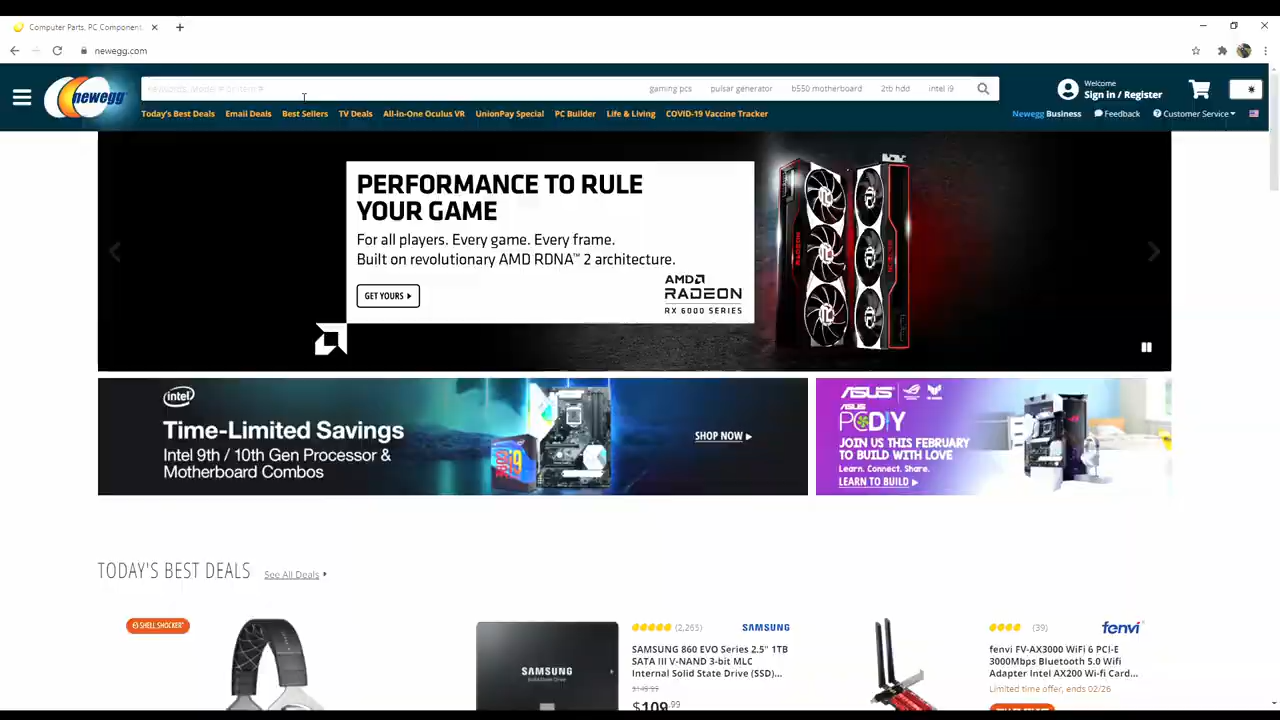 Computer Parts, PC Component
newegg.com
newegg
Keywords, Model # or Item #
gaming pcs
pulsar generator
b550 motherboard
2tb hdd
intel i9
Welcome
Sign in / Register
Today's Best Deals
Email Deals
Best Sellers
TV Deals
All-In-One Oculus VR
UnionPay Special
PC Builder
Life & Living
COVID-19 Vaccine Tracker
Newegg Business
Feedback
Customer Service
PERFORMANCE TO RULE
YOUR GAME
For all players. Every game. Every frame.
Built on revolutionary AMD RDNA™ 2 architecture.
GET YOURS
AMD
RADEON
RX 6000 SERIES
RADEON
intel
Time-Limited Savings
Intel 9th / 10th Gen Processor &
Motherboard Combos
SHOP NOW
ASUS
ASUS
PCDIY
JOIN US THIS FEBRUARY
TO BUILD WITH LOVE
Learn. Connect. Share.
LEARN TO BUILD
TODAY'S BEST DEALS
See All Deals
SHELL SHOCKER
SAMSUNG
(2,265)
SAMSUNG
SAMSUNG 860 EVO Series 2.5" 1TB
SATA III V-NAND 3-bit MLC
Internal Solid State Drive (SSD)...
$109.99
(39)
fenvi
fenvi FV-AX3000 WiFi 6 PCI-E
3000Mbps Bluetooth 5.0 Wifi
Adapter Intel AX200 Wi-fi Card...
Limited time offer, ends 02/26